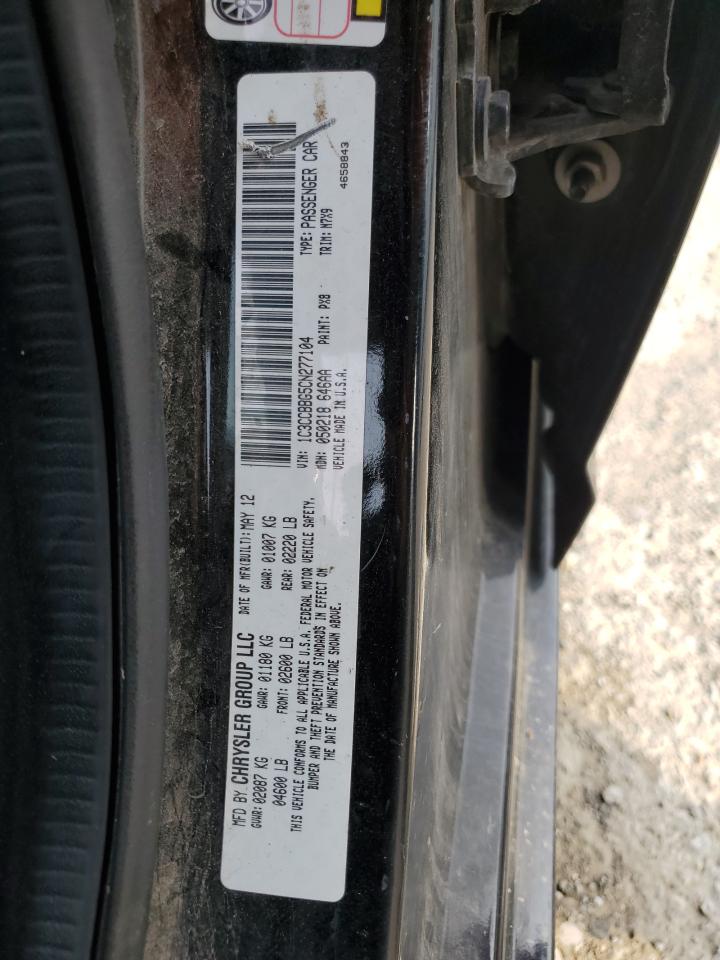 MFD BY CHRYSLER GROUP LLC DATE OF MFR(BUILT): MAY 12
GVWR: 02087 KG GAWR: 01180 KG GAWR: 01007 KG
04600 LB FRONT: 02600 LB REAR: 02220 LB
THIS VEHICLE CONFORMS TO ALL APPLICABLE U.S.A. FEDERAL MOTOR VEHICLE SAFETY,
BUMPER AND THEFT PREVENTION STANDARDS IN EFFECT ON
THE DATE OF MANUFACTURE SHOWN ABOVE.
VIN: 1C3CCBBG5CN277104 TYPE: PASSENGER CAR
MDH: 050218 646AA PAINT: PX8 TRIM: M7X9
VEHICLE MADE IN U.S.A. 4658843